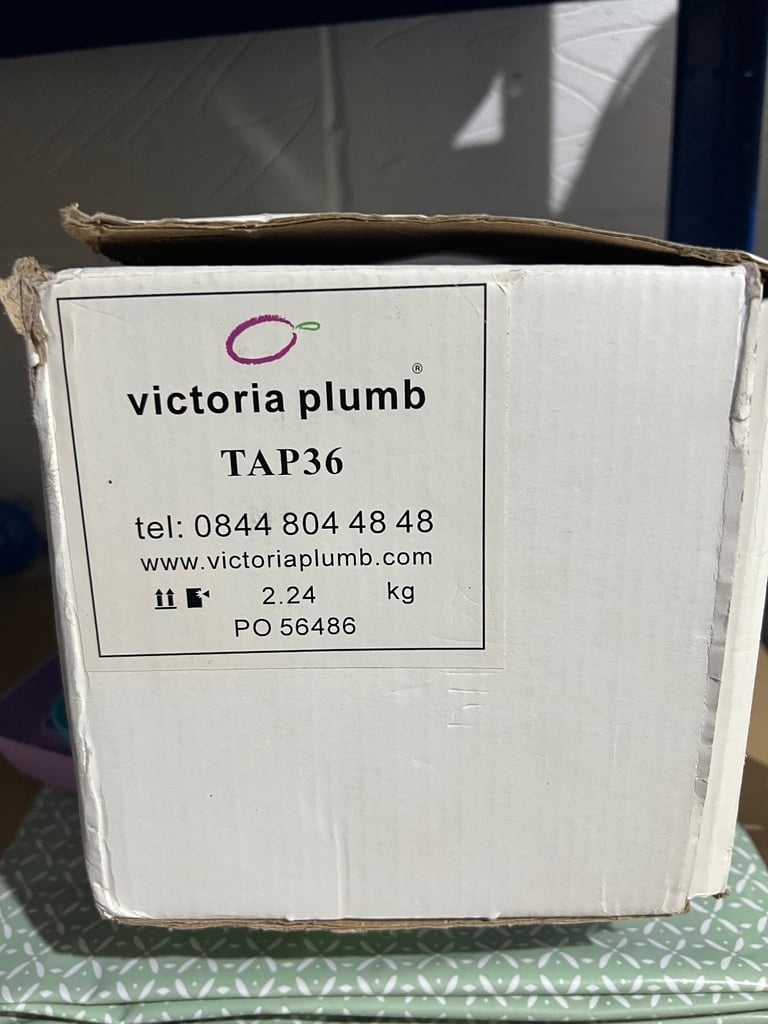 ®
victoria plumb
TAP36
tel: 0844 804 48 48
www.victoriaplumb.com
2.24 kg
PO 56486